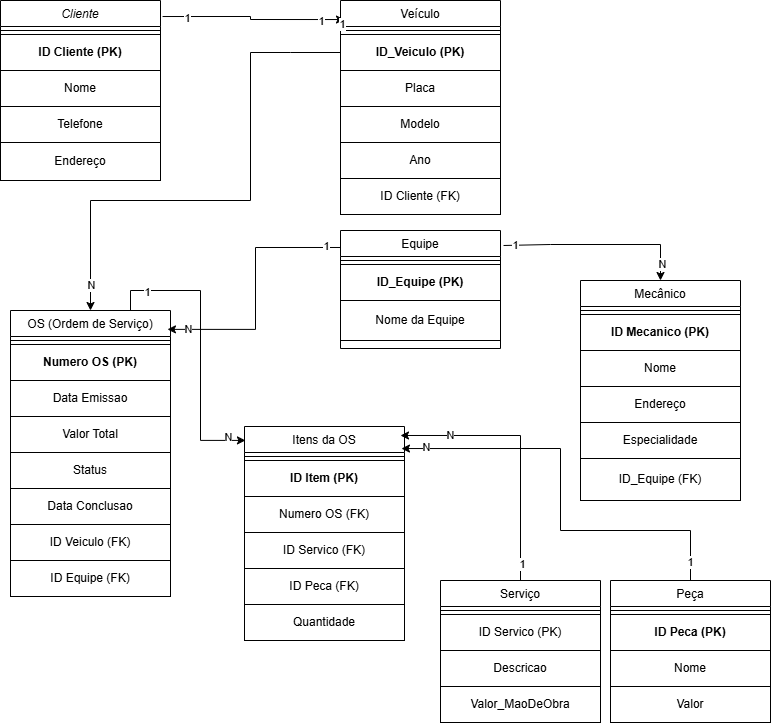 Cliente
ID Cliente (PK)
Nome
Telefone
Endereço
1
1
1
Veículo
ID_Veiculo (PK)
Placa
Modelo
Ano
ID Cliente (FK)
N
OS (Ordem de Serviço)
Numero OS (PK)
Data Emissao
Valor Total
Status
Data Conclusao
ID Veiculo (FK)
ID Equipe (FK)
1
N
Equipe
ID_Equipe (PK)
Nome da Equipe
1
N
Mecânico
ID Mecanico (PK)
Nome
Endereço
Especialidade
ID_Equipe (FK)
1
N
Itens da OS
ID Item (PK)
Numero OS (FK)
ID Servico (FK)
ID Peca (FK)
Quantidade
N
N
1
1
Serviço
ID Servico (PK)
Descricao
Valor_MaoDeObra
Peça
ID Peca (PK)
Nome
Valor